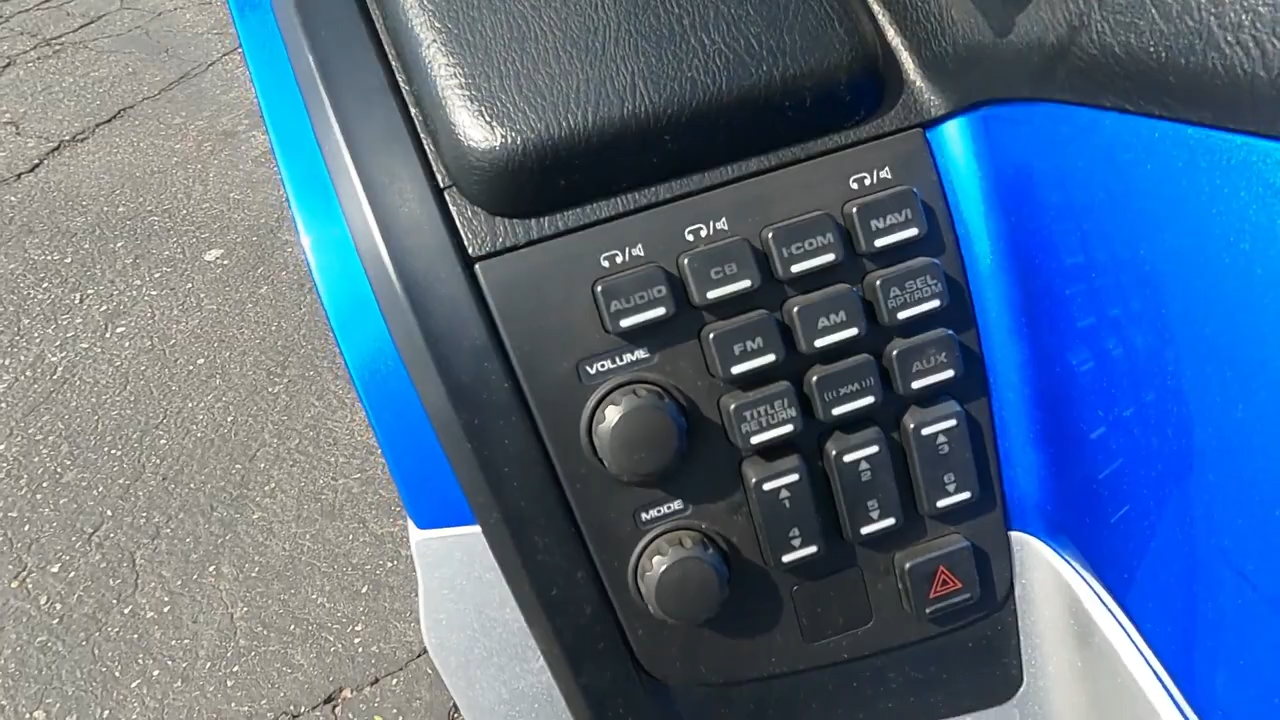 AUDIO
CB
I-COM
NAVI
FM
AM
A.SEL
RPT/RDM
VOLUME
TITLE/
RETURN
(((XM)))
AUX
1
4
2
5
3
6
MODE